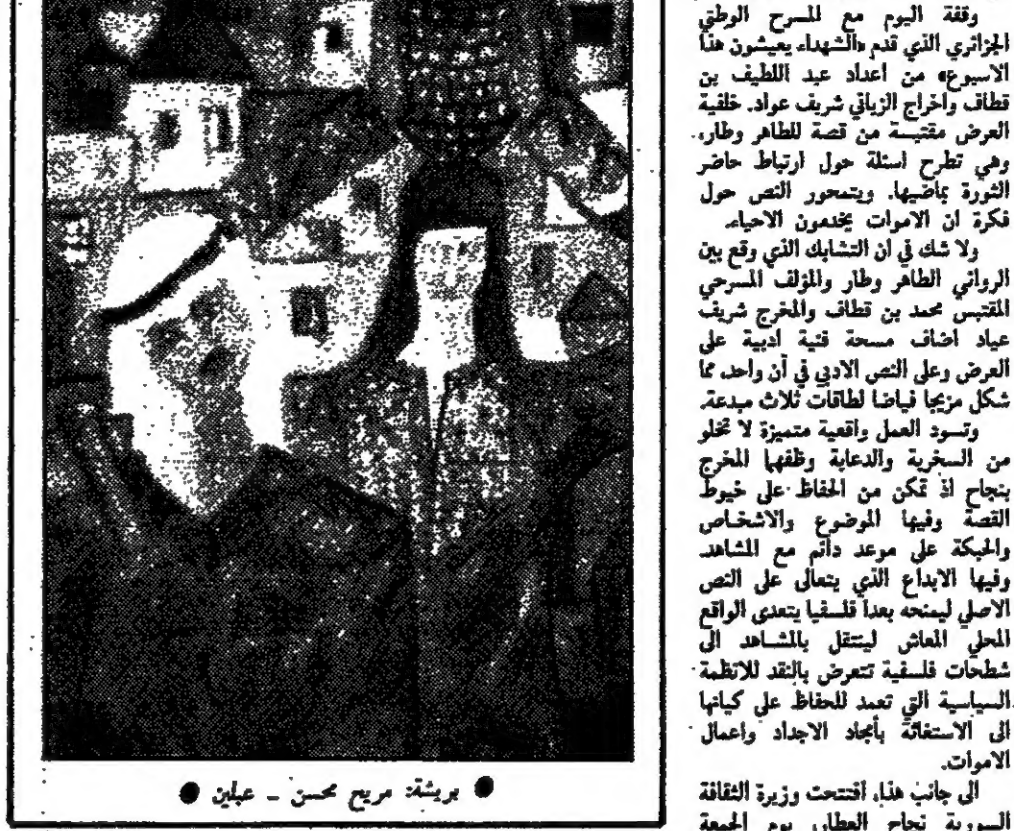 وقفة اليوم مع المسرح الوطني
الجزائري الذي قدم «الشهداء يعيشون هذا
الاسبوع» من اعداد عبد اللطيف بن
قطاف واخراج الزياني شريف عواد. خلفية
العرض مقتبسة من قصة للطاهر وطار،
وهي تطرح اسئلة حول ارتباط حاضر
الثورة بماضيها. ويتمحور النص حول
فكرة ان الاموات يخدمون الاحياء.
ولا شك في ان التشابك الذي وقع بين
الروائي الطاهر وطار والمؤلف المسرحي
المقتبس محمد بن قطاف والمخرج شريف
عياد اضاف مسحة فنية ادبية على
العرض وعلى النص الادبي في آن واحد، مما
شكل مزيجا فياضا لطاقات ثلاث مبدعة.
وتسود العمل واقعية متميزة لا تخلو
من السخرية والدعابة وظفها المخرج
بنجاح اذ تمكن من الحفاظ على خيوط
القصة وفيها الموضوع والاشخاص
والحبكة على موعد دائم مع المشاهد.
وفيها الابداع الذي يتعالى على النص
الاصلي ليمنحه بعدا فلسفيا يتعدى الواقع
المحلي المعاش لينتقل بالمشاهد الى
شطحات فلسفية تتعرض بالنقد للانظمة
السياسية التي تعمد للحفاظ على كيانها
الى الاستغاثة بأمجاد الاجداد واعمال
الاموات.
الى جانب هذا، افتتحت وزيرة الثقافة
السورية نجاح العطار، يوم الجمعة
● بريشة: مريح محسن – عبلين ●